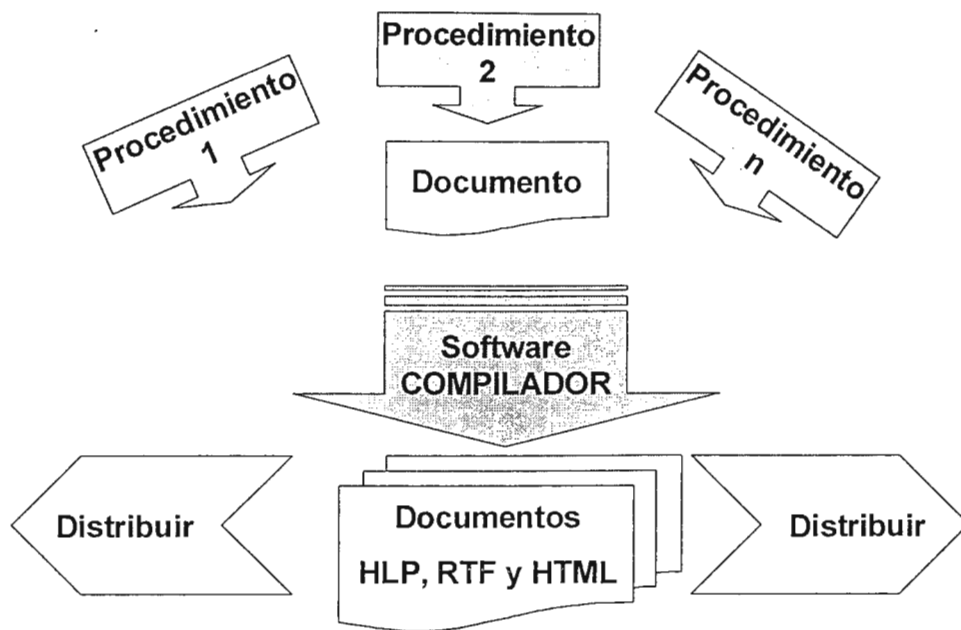 Procedimiento
1
Procedimiento
2
Procedimiento
n
Documento
Software
COMPILADOR
Distribuir
Documentos
HLP, RTF y HTML
Distribuir